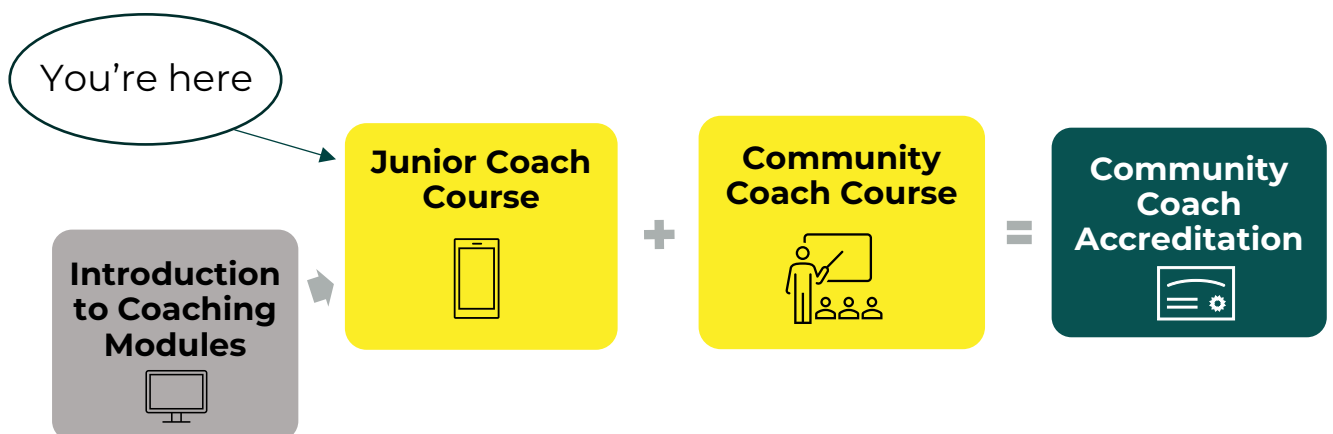 You're here
Junior Coach
Course
Community
Coach Course
Community
Coach
Accreditation
Introduction
to Coaching
Modules